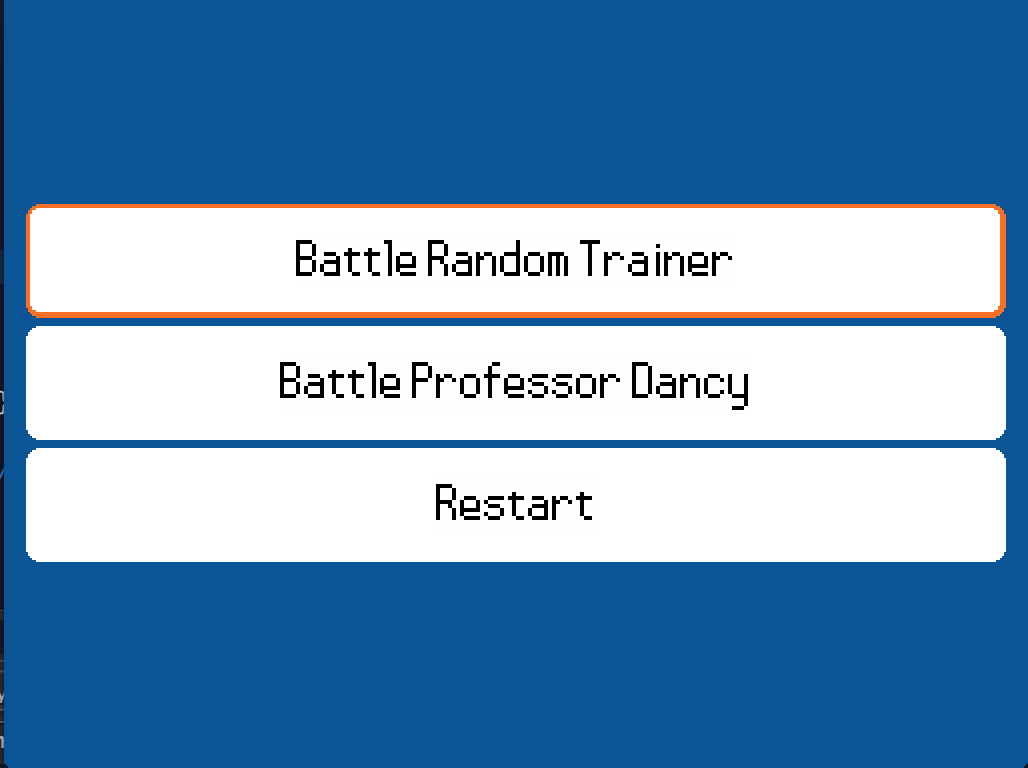 Battle Random Trainer
Battle Professor Dancy
Restart